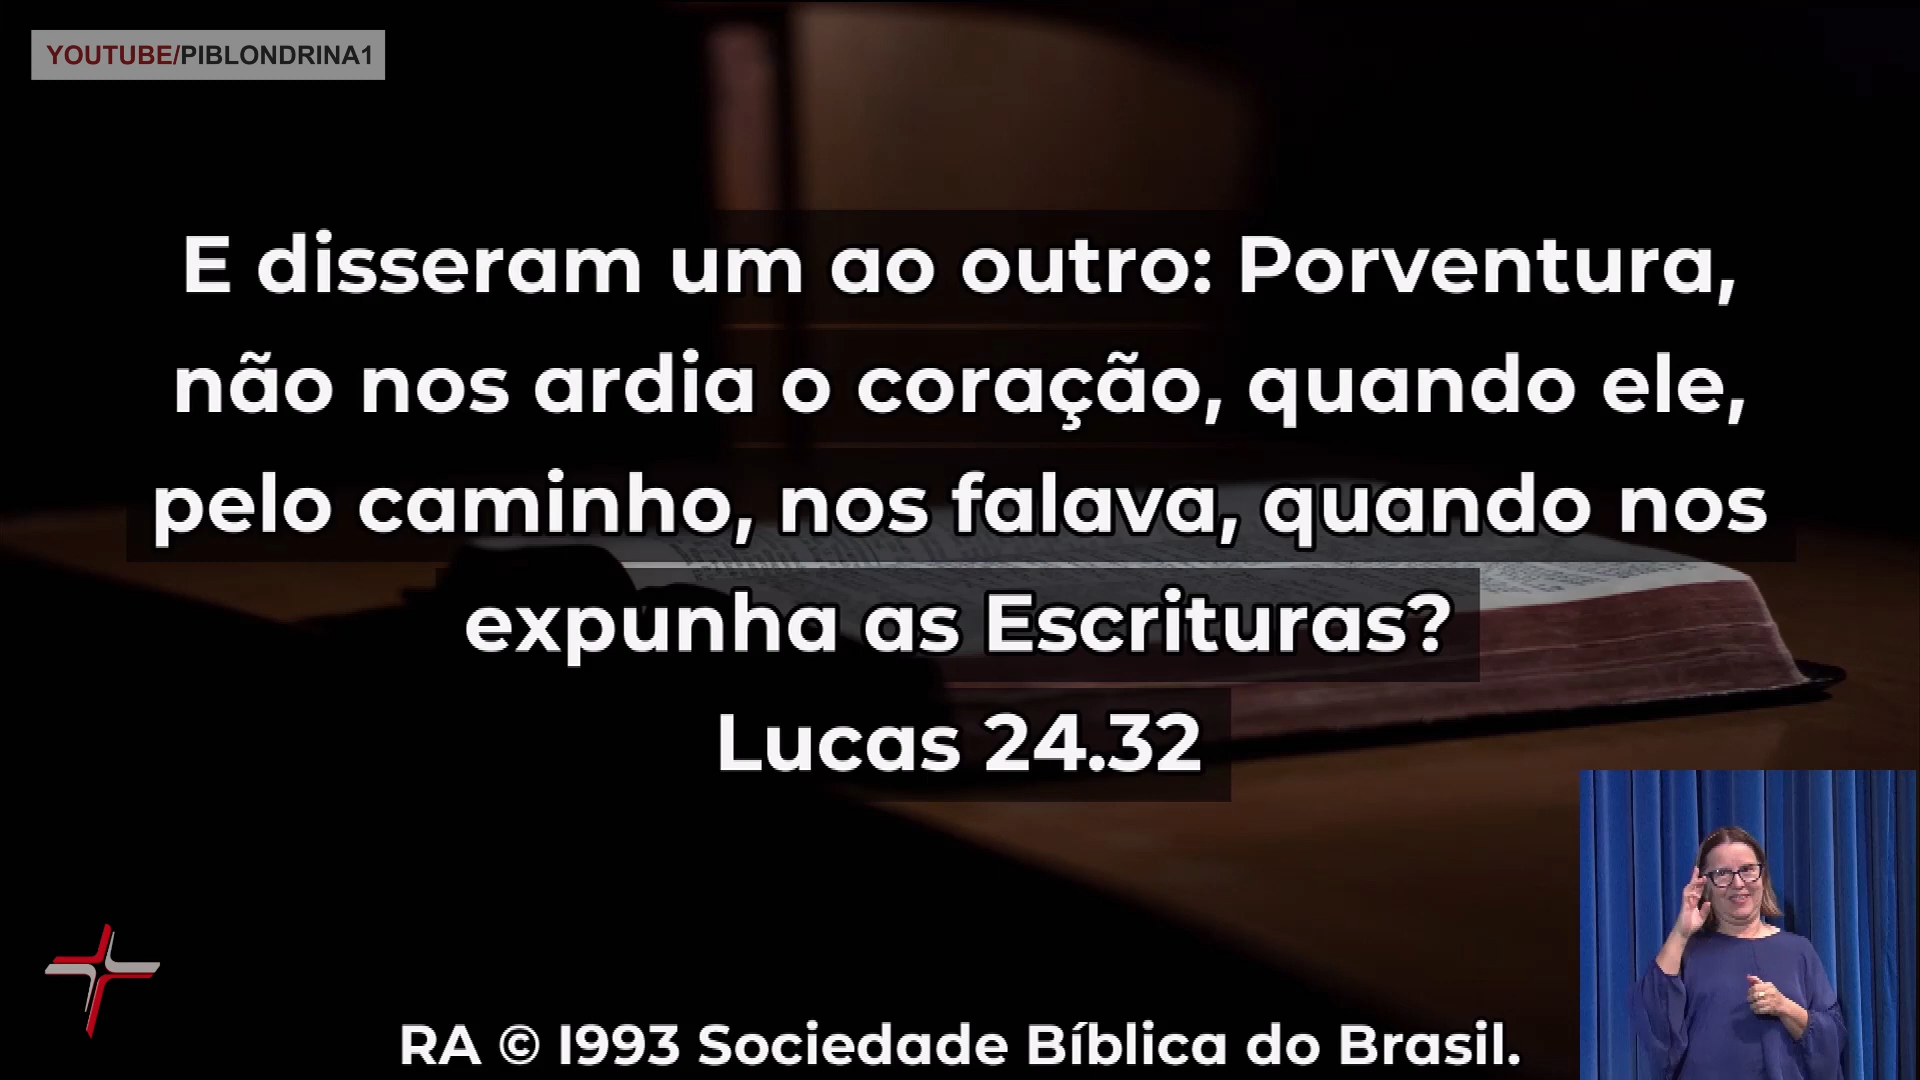 YOUTUBE/PIBLONDRINA1
E disseram um ao outro: Porventura,
não nos ardia o coração, quando ele,
pelo caminho, nos falava, quando nos
expunha as Escrituras?
Lucas 24.32
RA © I993 Sociedade Bíblica do Brasil.